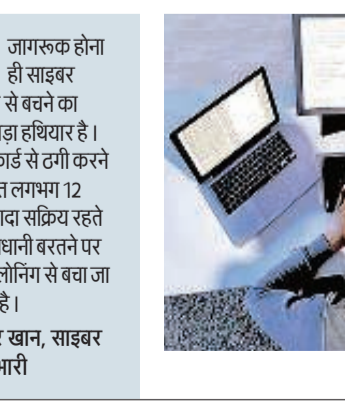 जागरूक होना
ही साइबर
से बचने का
हथियार है ।
से ठगी करने
लगभग 12
सक्रिय रहते
बरतने पर
से बचा जा
है ।
खान, साइबर